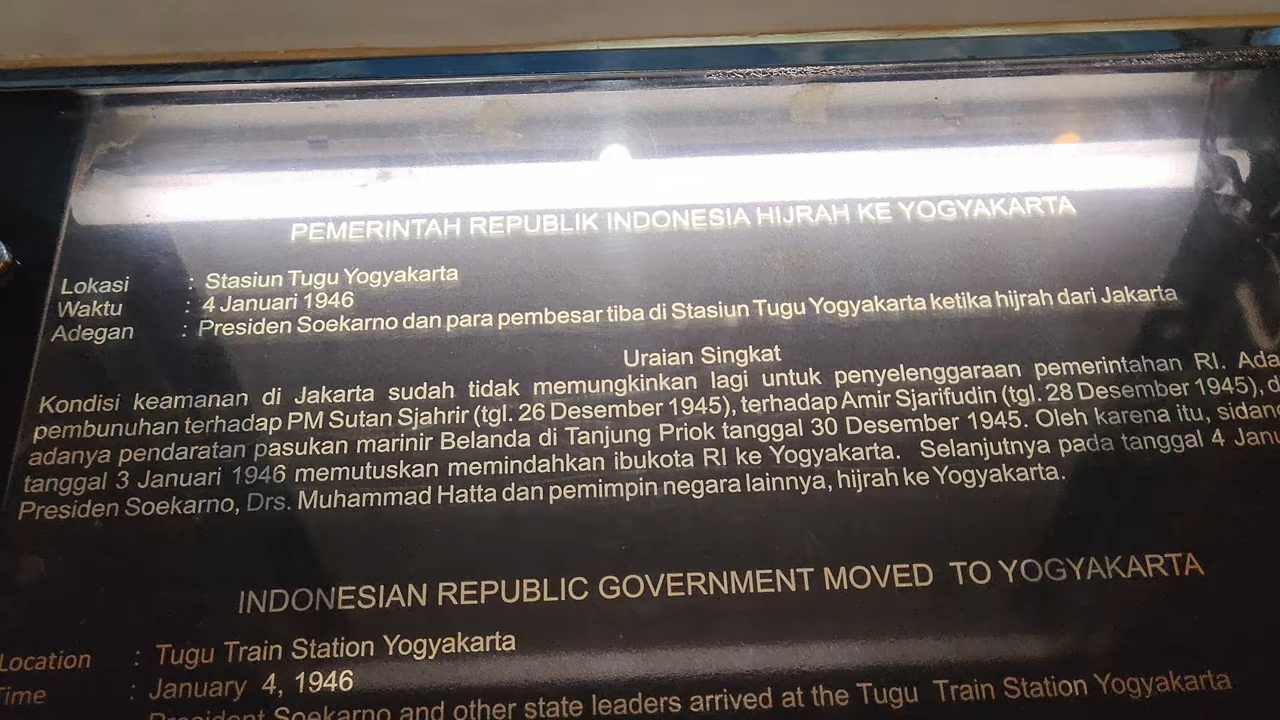 PEMERINTAH REPUBLIK INDONESIA HIJRAH KE YOGYAKARTA
Lokasi : Stasiun Tugu Yogyakarta
Waktu : 4 Januari 1946
Adegan : Presiden Soekarno dan para pembesar tiba di Stasiun Tugu Yogyakarta ketika hijrah dari Jakarta
Uraian Singkat
Kondisi keamanan di Jakarta sudah tidak memungkinkan lagi untuk penyelenggaraan pemerintahan RI.
pembunuhan terhadap PM Sutan Sjahrir (tgl. 26 Desember 1945), terhadap Amir Sjarifudin (tgl. 28 Desember 1945),
adanya pendaratan pasukan marinir Belanda di Tanjung Priok tanggal 30 Desember 1945. Oleh karena itu,
tanggal 3 Januari 1946 memutuskan memindahkan ibukota RI ke Yogyakarta. Selanjutnya pada tanggal 4
Presiden Soekarno, Drs. Muhammad Hatta dan pemimpin negara lainnya, hijrah ke Yogyakarta.
INDONESIAN REPUBLIC GOVERNMENT MOVED TO YOGYAKARTA
Location : Tugu Train Station Yogyakarta
Time : January 4, 1946
President Soekarno and other state leaders arrived at the Tugu Train Station Yogyakarta